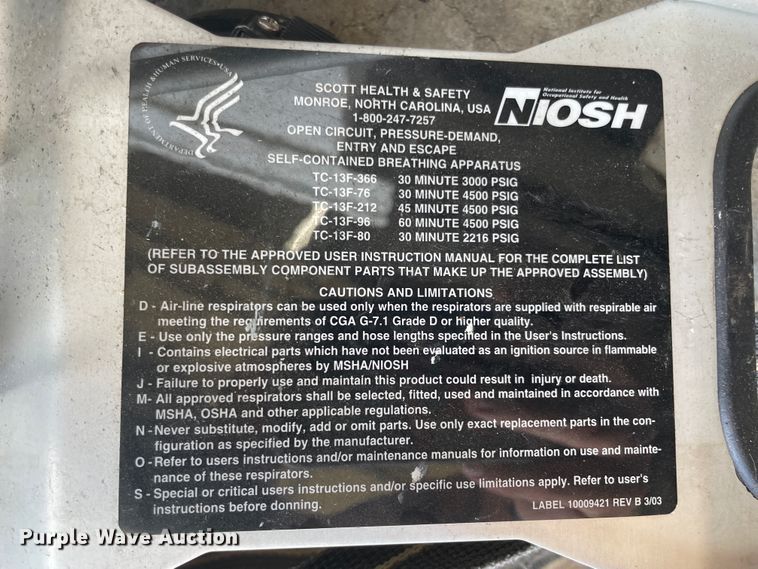 DEPARTMENT OF HEALTH & HUMAN SERVICES • USA
SCOTT HEALTH & SAFETY
MONROE, NORTH CAROLINA, USA
1-800-247-7257
National Institute for
Occupational Safety and Health
NIOSH
OPEN CIRCUIT, PRESSURE-DEMAND,
ENTRY AND ESCAPE
SELF-CONTAINED BREATHING APPARATUS
TC-13F-366 30 MINUTE 3000 PSIG
TC-13F-76 30 MINUTE 4500 PSIG
TC-13F-212 45 MINUTE 4500 PSIG
TC-13F-96 60 MINUTE 4500 PSIG
TC-13F-80 30 MINUTE 2216 PSIG
(REFER TO THE APPROVED USER INSTRUCTION MANUAL FOR THE COMPLETE LIST
OF SUBASSEMBLY COMPONENT PARTS THAT MAKE UP THE APPROVED ASSEMBLY)
CAUTIONS AND LIMITATIONS
D - Air-line respirators can be used only when the respirators are supplied with respirable air
meeting the requirements of CGA G-7.1 Grade D or higher quality.
E - Use only the pressure ranges and hose lengths specified in the User's Instructions.
I - Contains electrical parts which have not been evaluated as an ignition source in flammable
or explosive atmospheres by MSHA/NIOSH
J - Failure to properly use and maintain this product could result in injury or death.
M- All approved respirators shall be selected, fitted, used and maintained in accordance with
MSHA, OSHA and other applicable regulations.
N - Never substitute, modify, add or omit parts. Use only exact replacement parts in the con-
figuration as specified by the manufacturer.
O - Refer to users instructions and/or maintenance manuals for information on use and mainte-
nance of these respirators.
S - Special or critical users instructions and/or specific use limitations apply. Refer to user's
instructions before donning.
LABEL 10009421 REV B 3/03
Purple Wave Auction